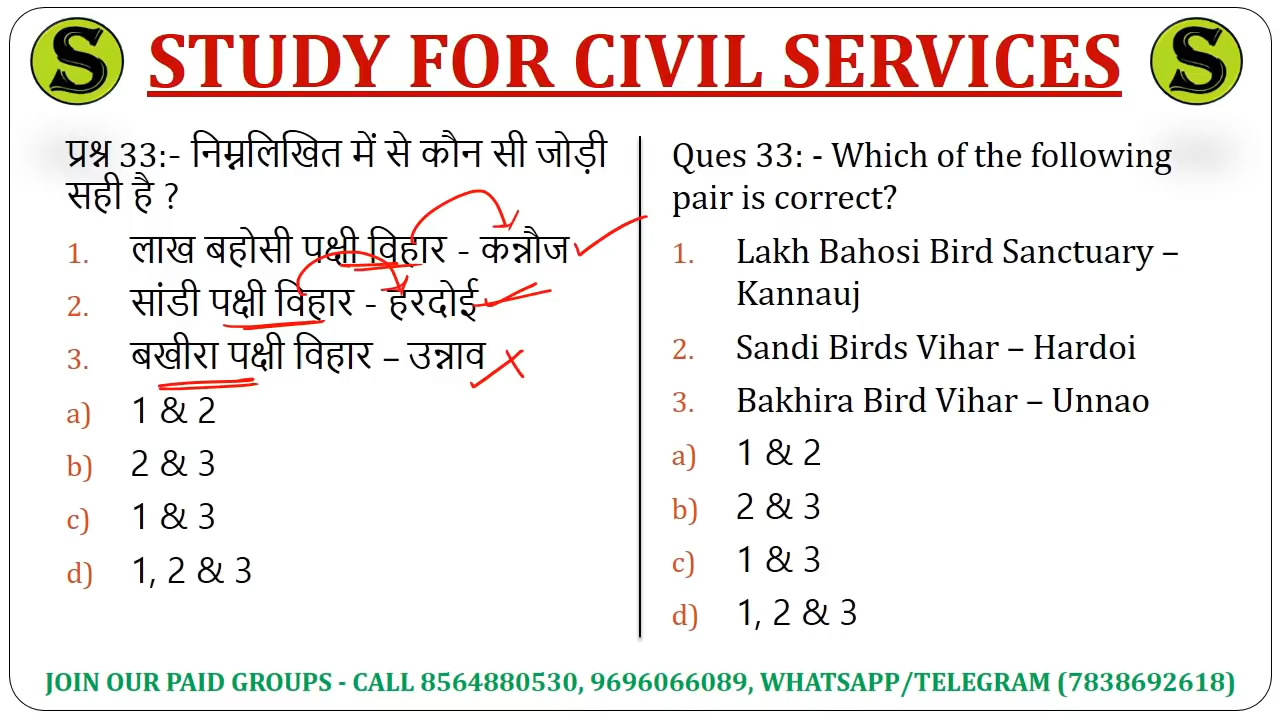 S STUDY FOR CIVIL SERVICES S
प्रश्न 33:- निम्नलिखित में से कौन सी जोड़ी
सही है ?
1. लाख बहोसी पक्षी विहार - कन्नौज
2. सांडी पक्षी विहार - हरदोई
3. बखीरा पक्षी विहार – उन्नाव
a) 1 & 2
b) 2 & 3
c) 1 & 3
d) 1, 2 & 3
Ques 33: - Which of the following
pair is correct?
1. Lakh Bahosi Bird Sanctuary –
Kannauj
2. Sandi Birds Vihar – Hardoi
3. Bakhira Bird Vihar – Unnao
a) 1 & 2
b) 2 & 3
c) 1 & 3
d) 1, 2 & 3
JOIN OUR PAID GROUPS - CALL 8564880530, 9696066089, WHATSAPP/TELEGRAM (7838692618)